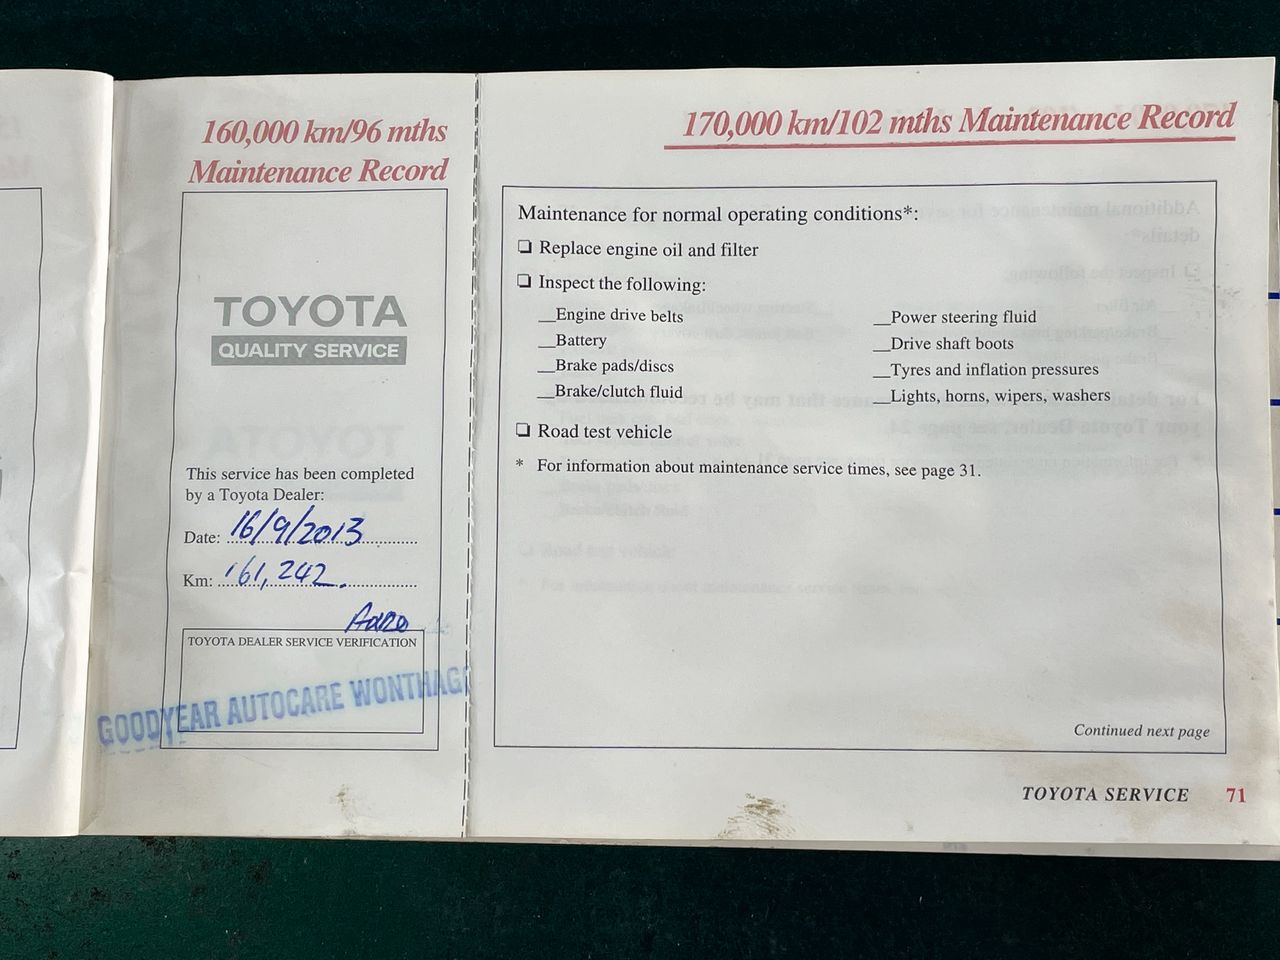 160,000 km/96 mths
Maintenance Record
TOYOTA
QUALITY SERVICE
This service has been completed
by a Toyota Dealer:
Date: 16/9/2013
Km: 161,242.
TOYOTA DEALER SERVICE VERIFICATION
GOODYEAR AUTOCARE WONTHAG
170,000 km/102 mths Maintenance Record
Maintenance for normal operating conditions*:
❏ Replace engine oil and filter
❏ Inspect the following:
__Engine drive belts
__Battery
__Brake pads/discs
__Brake/clutch fluid
__Power steering fluid
__Drive shaft boots
__Tyres and inflation pressures
__Lights, horns, wipers, washers
❏ Road test vehicle
* For information about maintenance service times, see page 31.
Continued next page
TOYOTA SERVICE 71